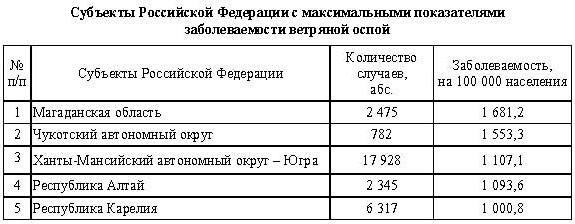 Субъекты Российской Федерации с максимальными показателями
заболеваемости ветряной оспой
№ п/п Субъекты Российской Федерации Количество случаев, абс. Заболеваемость, на 100 000 населения
1 Магаданская область 2 475 1 681,2
2 Чукотский автономный округ 782 1 553,3
3 Ханты-Мансийский автономный округ – Югра 17 928 1 107,1
4 Республика Алтай 2 345 1 093,6
5 Республика Карелия 6 317 1 000,8